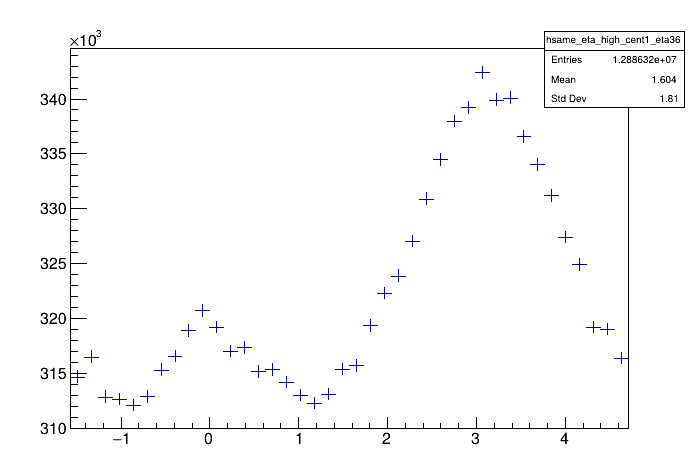 ×10³
hsame_eta_high_cent1_eta36
Entries 1.288632e+07
Mean 1.604
Std Dev 1.81
340
335
330
325
320
315
310
−1 0 1 2 3 4